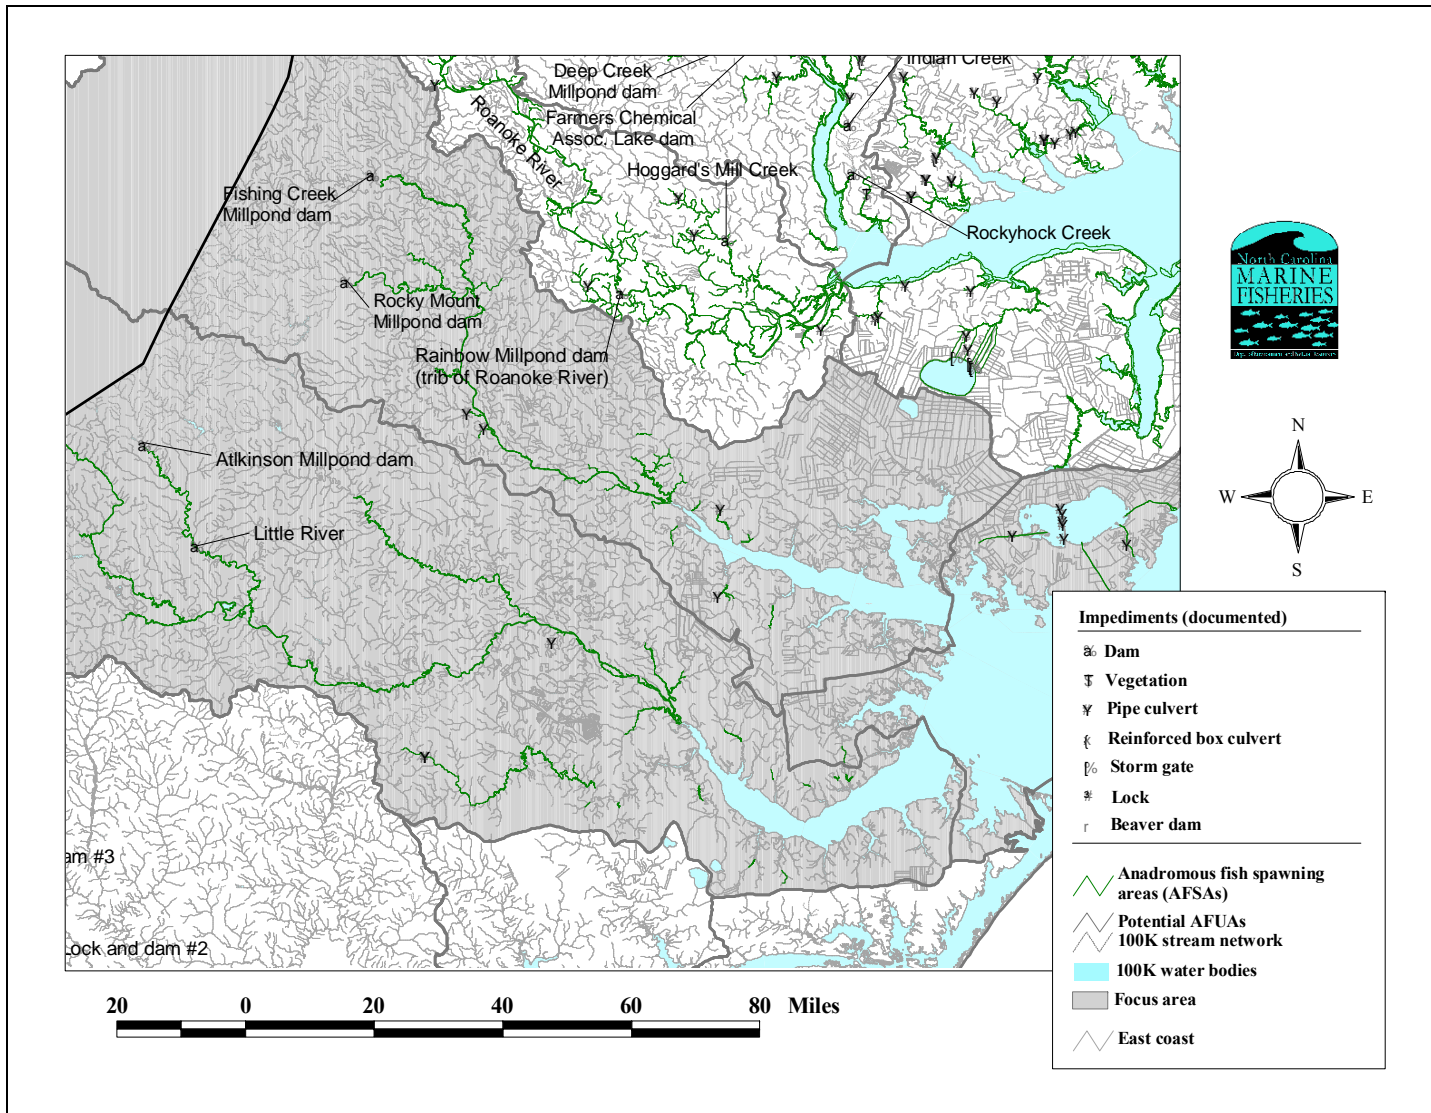 Deep Creek
Millpond dam
Indian Creek
Farmers Chemical
Assoc. Lake dam
Roanoke River
Hoggard's Mill Creek
Fishing Creek
Millpond dam
Rockyhock Creek
Rocky Mount
Millpond dam
Rainbow Millpond dam
(trib of Roanoke River)
Atlkinson Millpond dam
Little River
am #3
Lock and dam #2
20 0 20 40 60 80 Miles
North Carolina
MARINE
FISHERIES
N
W E
S
Impediments (documented)
Dam
Vegetation
Pipe culvert
Reinforced box culvert
Storm gate
Lock
Beaver dam
Anadromous fish spawning
areas (AFSAs)
Potential AFUAs
100K stream network
100K water bodies
Focus area
East coast